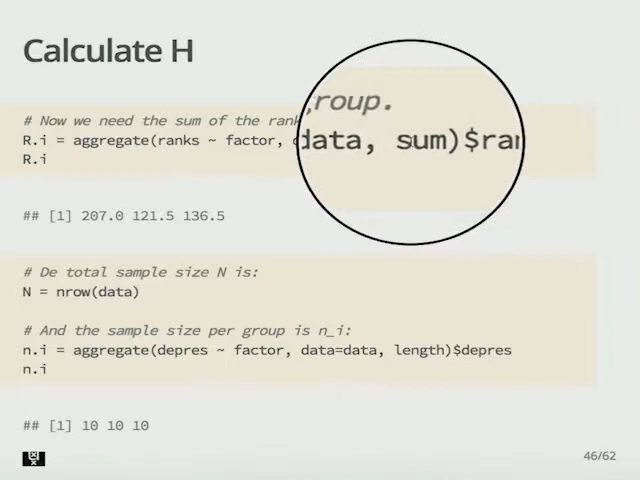 Calculate H
# Now we need the sum of the rank group.
R.i = aggregate(ranks ~ factor, data, sum)$ran
R.i
## [1] 207.0 121.5 136.5
# De total sample size N is:
N = nrow(data)
# And the sample size per group is n_i:
n.i = aggregate(depres ~ factor, data=data, length)$depres
n.i
## [1] 10 10 10
46/62